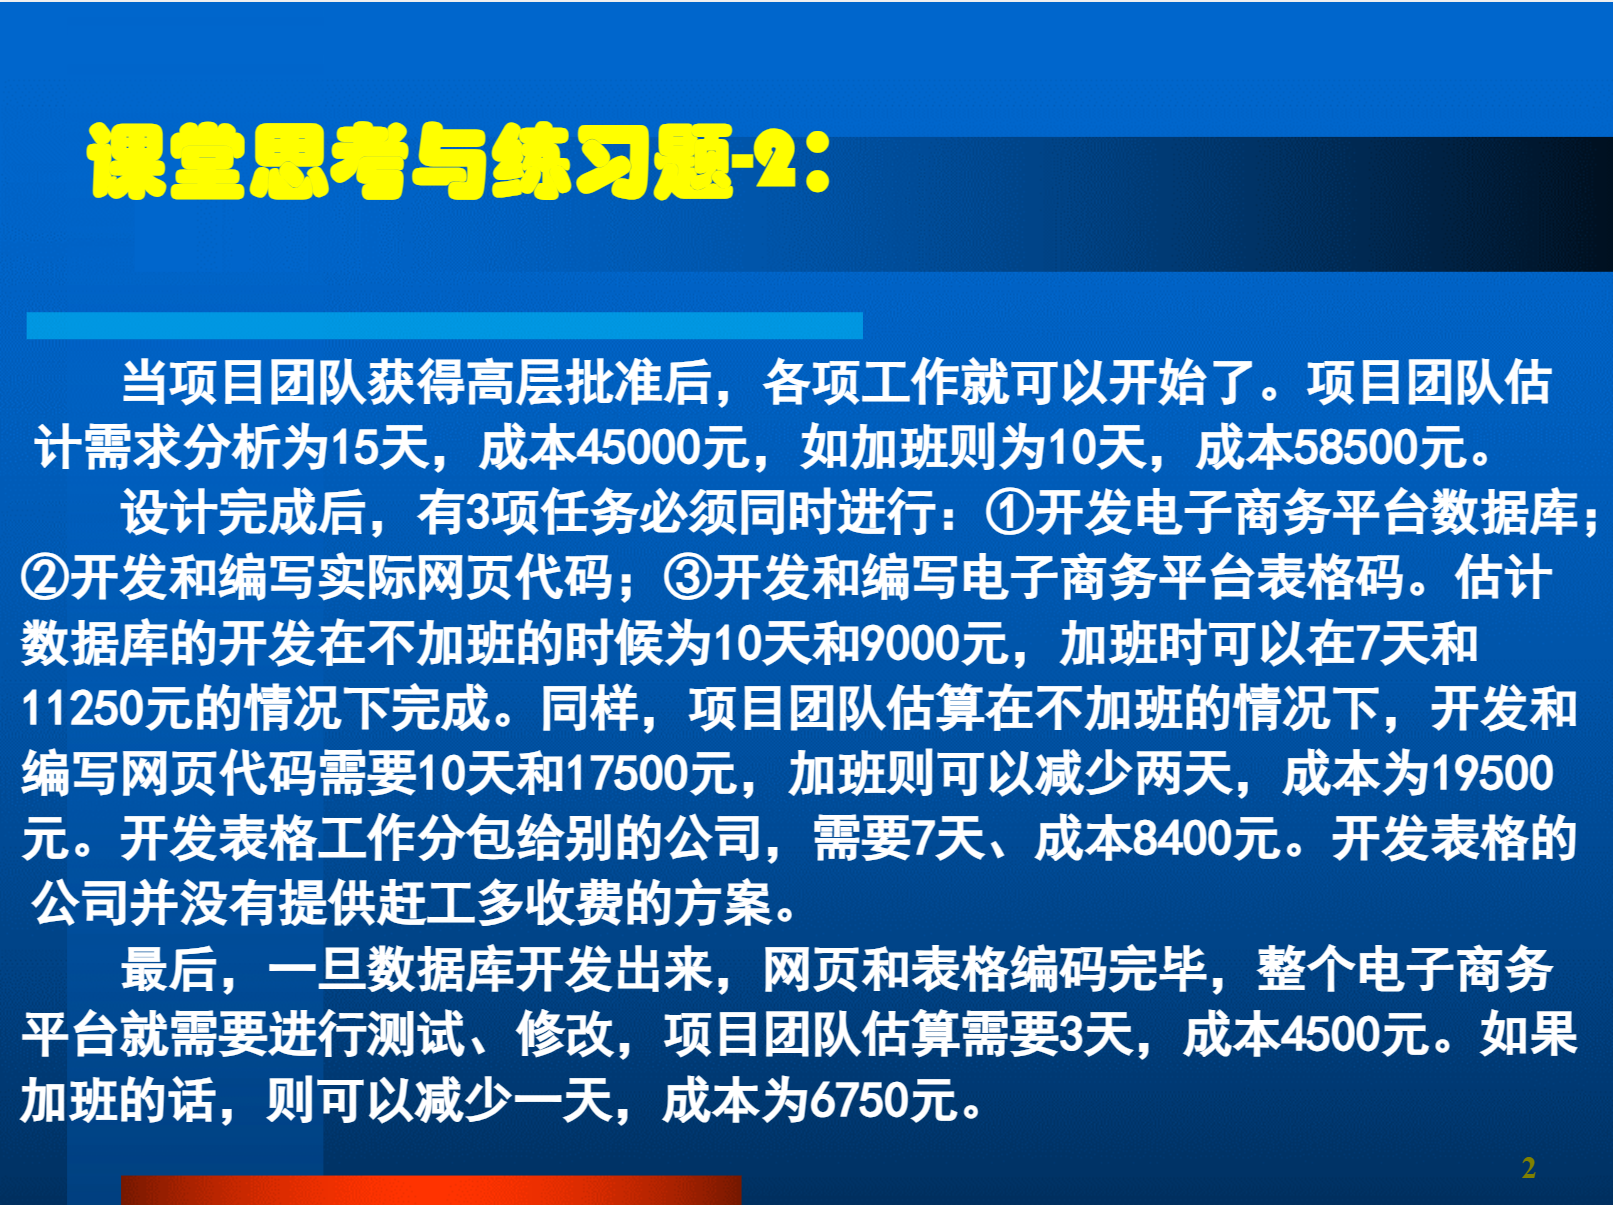 课堂思考与练习题-2：
当项目团队获得高层批准后，各项工作就可以开始了。项目团队估
计需求分析为15天，成本45000元，如加班则为10天，成本58500元。
设计完成后，有3项任务必须同时进行：①开发电子商务平台数据库；
②开发和编写实际网页代码；③开发和编写电子商务平台表格码。估计
数据库的开发在不加班的时候为10天和9000元，加班时可以在7天和
11250元的情况下完成。同样，项目团队估算在不加班的情况下，开发和
编写网页代码需要10天和17500元，加班则可以减少两天，成本为19500
元。开发表格工作分包给别的公司，需要7天、成本8400元。开发表格的
公司并没有提供赶工多收费的方案。
最后，一旦数据库开发出来，网页和表格编码完毕，整个电子商务
平台就需要进行测试、修改，项目团队估算需要3天，成本4500元。如果
加班的话，则可以减少一天，成本为6750元。
2